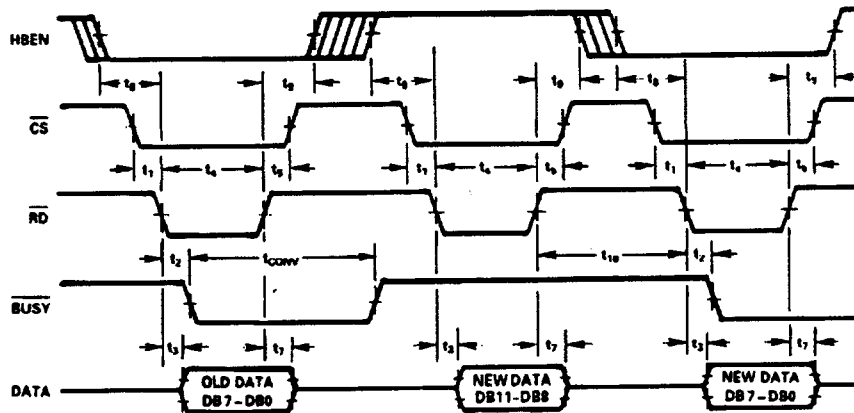 HBEN
t8 t9 t8 t9 t8 t9
CS
t1 t4 t5 t1 t4 t5 t1 t4 t5
RD
t2 tCONV t10 t2
BUSY
t3 t7 t3 t7 t3 t7
DATA
OLD DATA
DB7-DB0
NEW DATA
DB11-DB8
NEW DATA
DB7-DB0